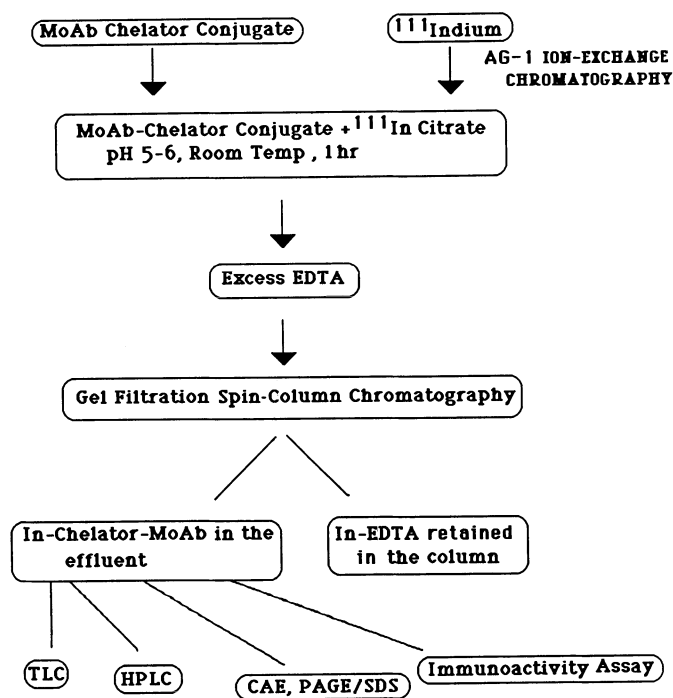 MoAb Chelator Conjugate
¹¹¹Indium
AG-1 ION-EXCHANGE
CHROMATOGRAPHY
MoAb-Chelator Conjugate + ¹¹¹In Citrate
pH 5-6, Room Temp , 1hr
Excess EDTA
Gel Filtration Spin-Column Chromatography
In-Chelator-MoAb in the
effluent
In-EDTA retained
in the column
TLC
HPLC
CAE, PAGE/SDS
Immunoactivity Assay